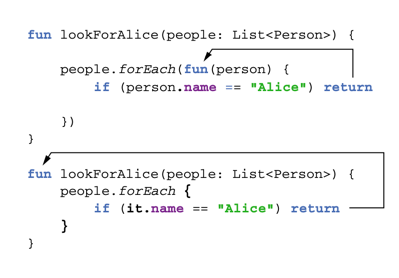 fun lookForAlice(people: List<Person>) {
people.forEach(fun(person) {
if (person.name == "Alice") return
})
}
fun lookForAlice(people: List<Person>) {
people.forEach {
if (it.name == "Alice") return
}
}